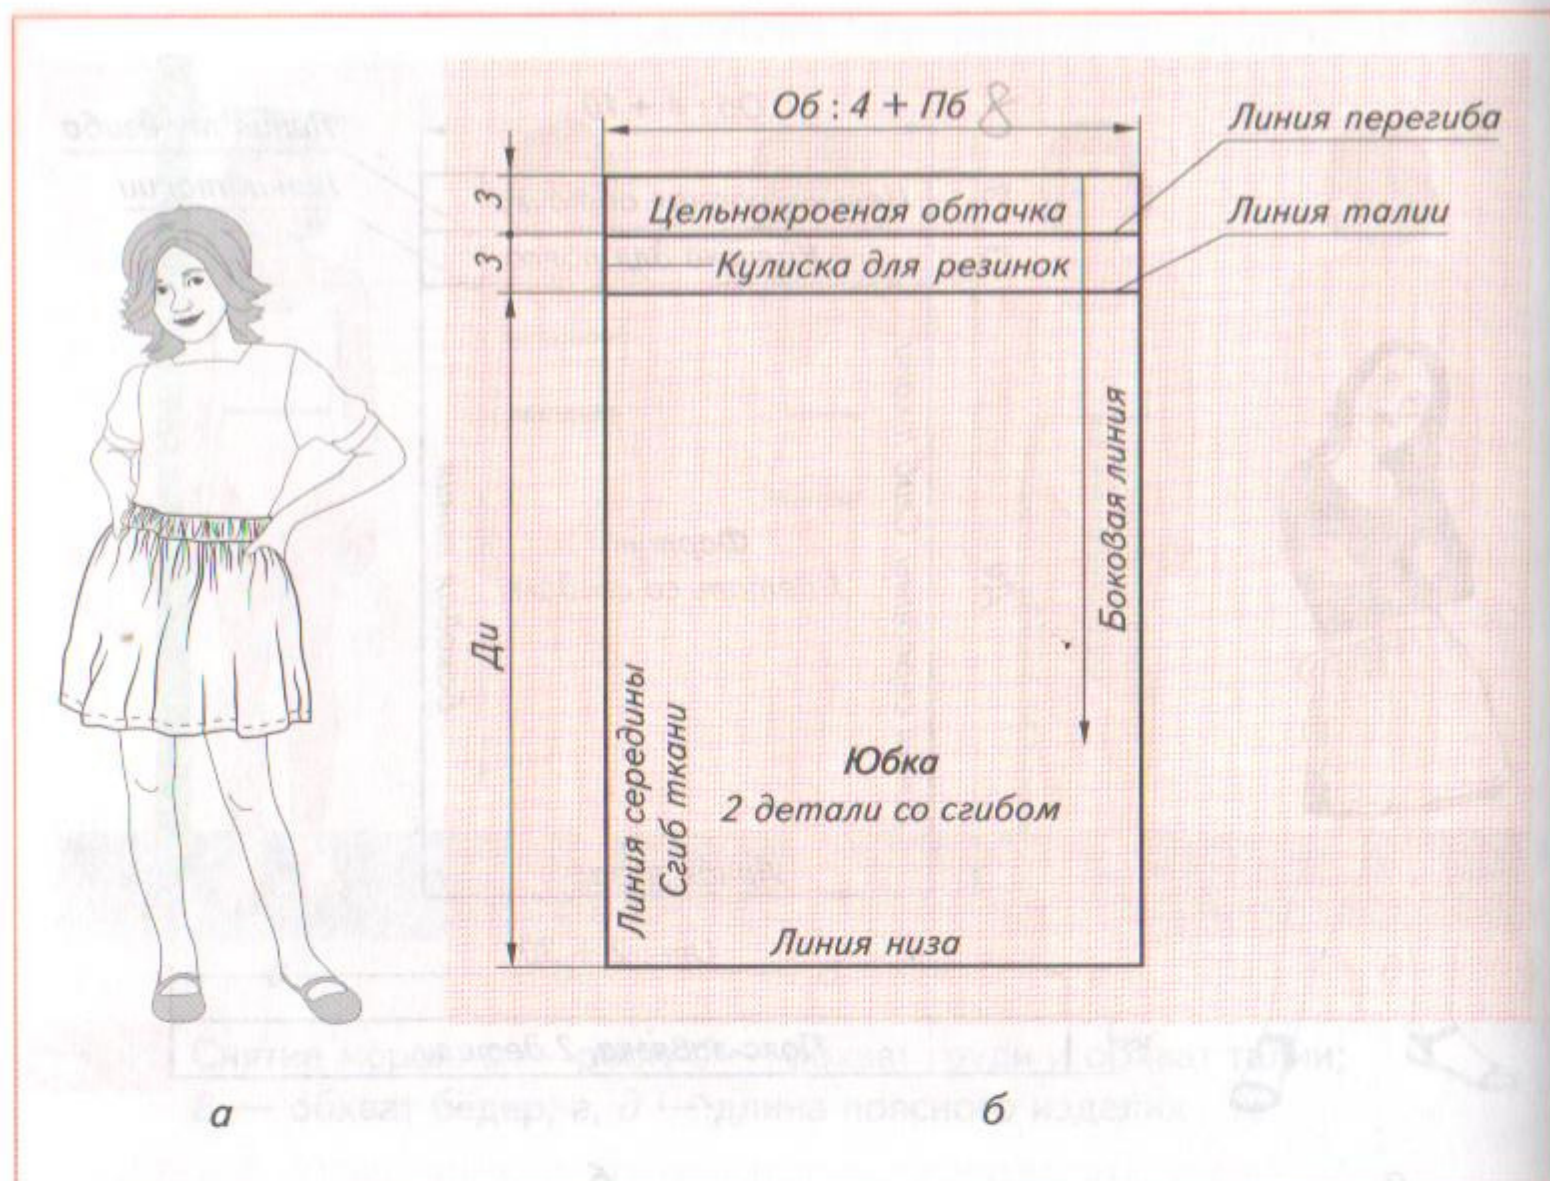 Об : 4 + Пб 8
Линия перегиба
3
Цельнокроеная обтачка
Линия талии
3
Кулиска для резинок
Боковая линия
Ди
Линия середины
Сгиб ткани
Юбка
2 детали со сгибом
Линия низа
а
б